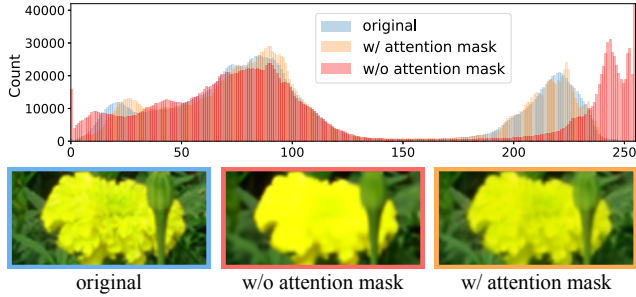 40000
30000
20000
10000
0
Count
original
w/ attention mask
w/o attention mask
0 50 100 150 200 250
original w/o attention mask w/ attention mask